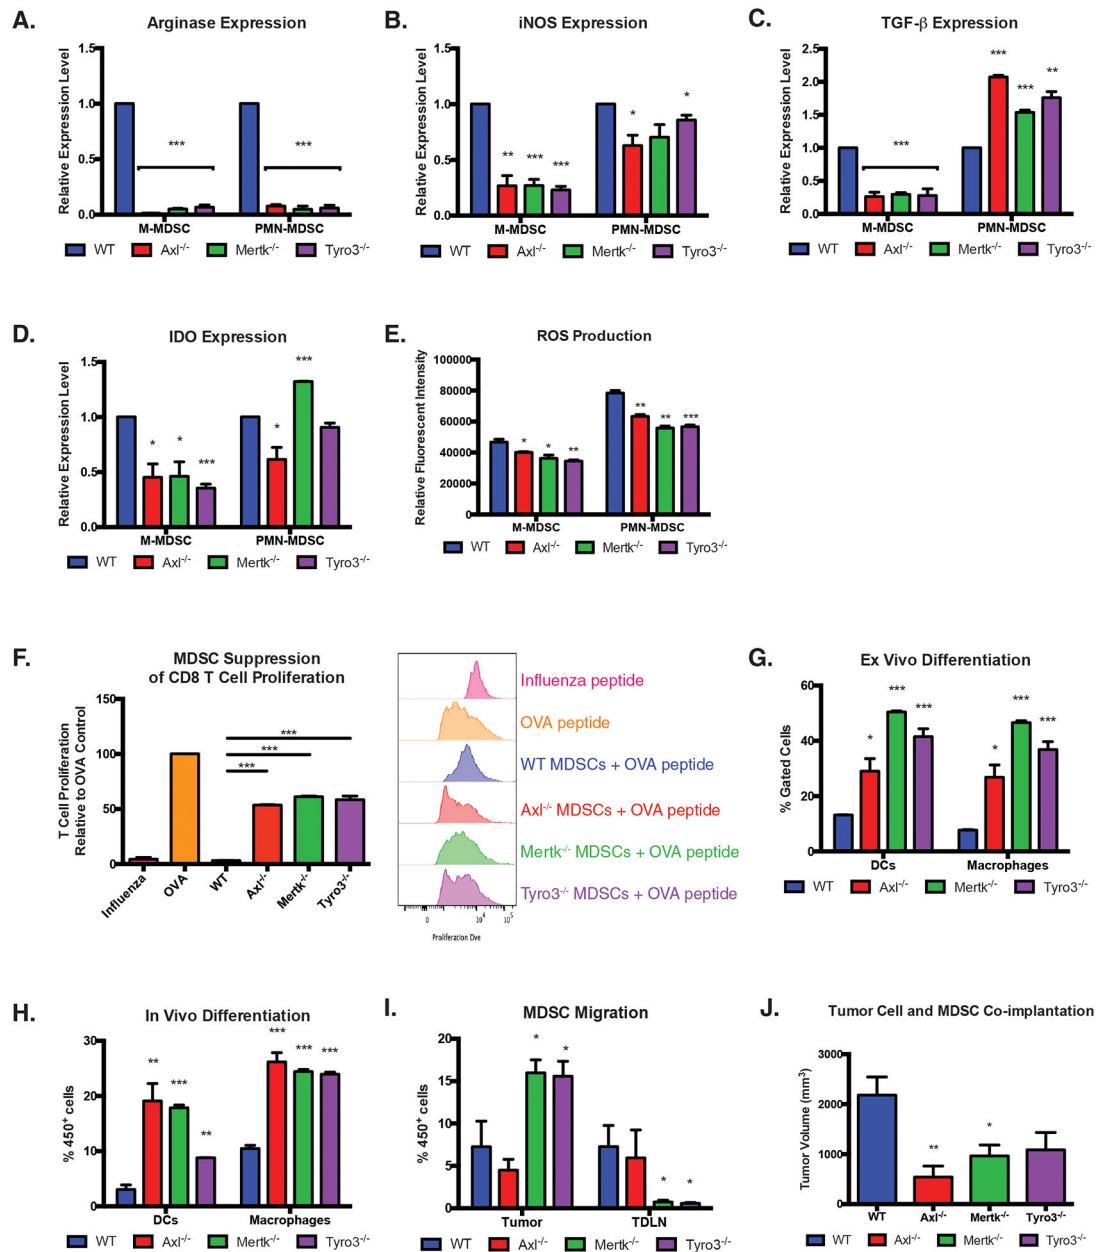 A.
Arginase Expression
Relative Expression Level
1.5
1.0
0.5
0.0
***
***
M-MDSC PMN-MDSC
WT Axl-/- Mertk-/- Tyro3-/-
B.
iNOS Expression
Relative Expression Level
1.5
1.0
0.5
0.0
** *** *** * *
M-MDSC PMN-MDSC
WT Axl-/- Mertk-/- Tyro3-/-
C.
TGF-β Expression
Relative Expression Level
2.5
2.0
1.5
1.0
0.5
0.0
*** *** *** **
M-MDSC PMN-MDSC
WT Axl-/- Mertk-/- Tyro3-/-
D.
IDO Expression
Relative Expression Level
1.5
1.0
0.5
0.0
* * *** * ***
M-MDSC PMN-MDSC
WT Axl-/- Mertk-/- Tyro3-/-
E.
ROS Production
Relative Fluorescent Intensity
100000
80000
60000
40000
20000
0
* * ** ** ** ***
M-MDSC PMN-MDSC
WT Axl-/- Mertk-/- Tyro3-/-
F.
MDSC Suppression
of CD8 T Cell Proliferation
T Cell Proliferation
Relative to OVA Control
150
100
50
0
***
***
***
Influenza OVA WT Axl-/- Mertk-/- Tyro3-/-
Influenza peptide
OVA peptide
WT MDSCs + OVA peptide
Axl-/- MDSCs + OVA peptide
Mertk-/- MDSCs + OVA peptide
Tyro3-/- MDSCs + OVA peptide
0 10^4 10^5
Proliferation Dye
G.
Ex Vivo Differentiation
% Gated Cells
60
40
20
0
* *** *** * *** ***
DCs Macrophages
WT Axl-/- Mertk-/- Tyro3-/-
H.
In Vivo Differentiation
% 450+ cells
30
20
10
0
** *** ** *** *** ***
DCs Macrophages
WT Axl-/- Mertk-/- Tyro3-/-
I.
MDSC Migration
% 450+ cells
20
15
10
5
0
* * * *
Tumor TDLN
WT Axl-/- Mertk-/- Tyro3-/-
J.
Tumor Cell and MDSC Co-implantation
Tumor Volume (mm3)
3000
2000
1000
0
** *
WT Axl-/- Mertk-/- Tyro3-/-
WT Axl-/- Mertk-/- Tyro3-/-